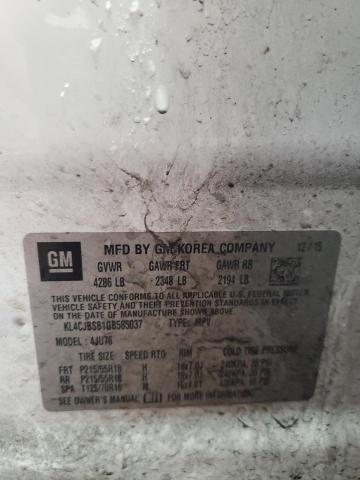 GM
MFD BY GM KOREA COMPANY 12/15
GVWR GAWR FRT GAWR RR
4286 LB 2348 LB 2194 LB
THIS VEHICLE CONFORMS TO ALL APPLICABLE U.S. FEDERAL
MOTOR VEHICLE SAFETY AND THEFT PREVENTION STANDARDS IN EFFECT
ON THE DATE OF MANUFACTURE SHOWN ABOVE.
KL4CJBSB1GB585037 TYPE: MPV
MODEL: 4JU76
TIRE SIZE SPEED RTG RIM COLD TIRE PRESSURE
FRT P215/55R18 H
RR P215/55R18 H
SPA T125/70R16 M
SEE OWNER'S MANUAL